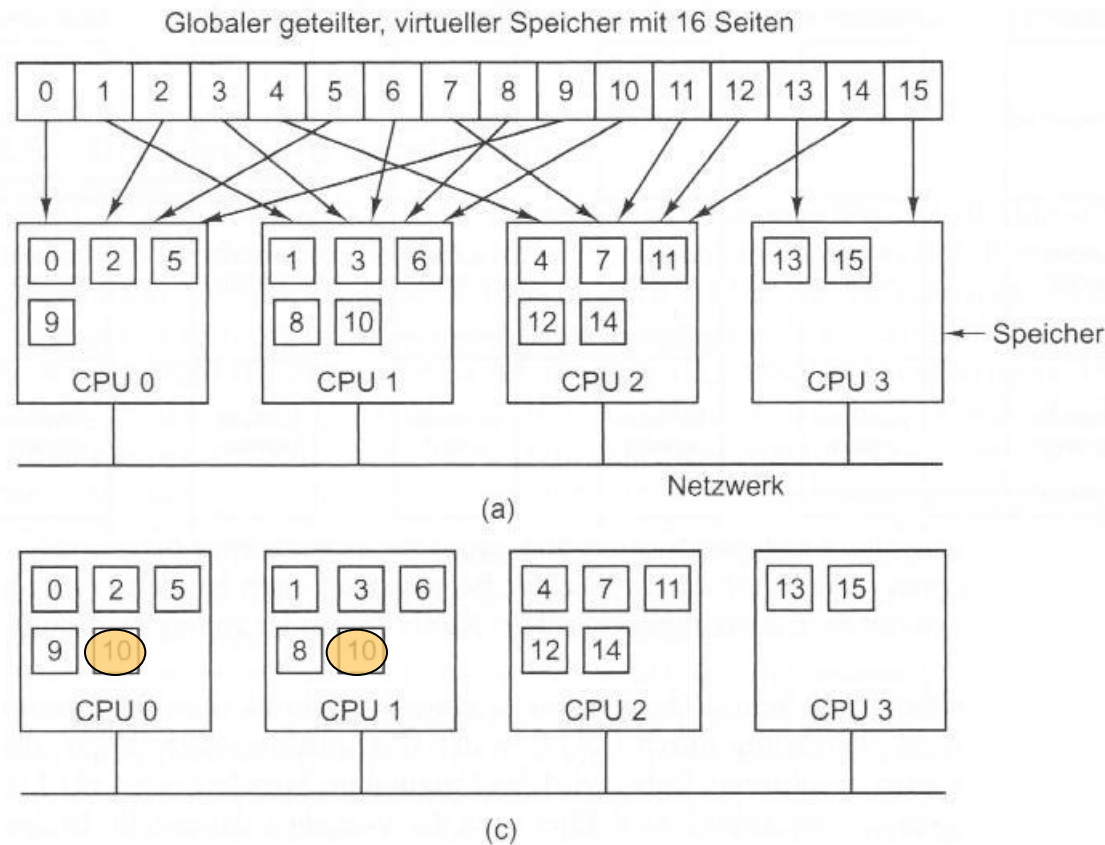 Globaler geteilter, virtueller Speicher mit 16 Seiten
0 1 2 3 4 5 6 7 8 9 10 11 12 13 14 15
0 2 5 1 3 6 4 7 11 13 15
9 8 10 12 14
Speicher
CPU 0 CPU 1 CPU 2 CPU 3
Netzwerk
(a)
0 2 5 1 3 6 4 7 11 13 15
9 10 8 10 12 14
CPU 0 CPU 1 CPU 2 CPU 3
(c)